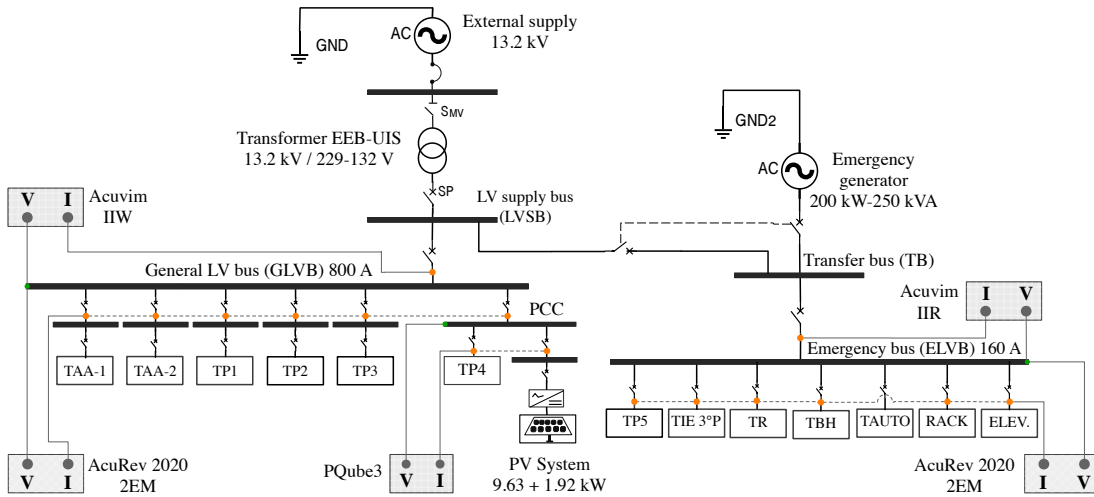 External supply
13.2 kV
AC
GND
SMV
Transformer EEB-UIS
13.2 kV / 229-132 V
SP
GND2
AC
Emergency
generator
200 kW-250 kVA
V I
Acuvim
IIW
LV supply bus
(LVSB)
General LV bus (GLVB) 800 A
Transfer bus (TB)
Acuvim
IIR
I V
PCC
Emergency bus (ELVB) 160 A
TAA-1
TAA-2
TP1
TP2
TP3
TP4
TP5
TIE 3°P
TR
TBH
TAUTO
RACK
ELEV.
V I
AcuRev 2020
2EM
PQube3
V I
PV System
9.63 + 1.92 kW
AcuRev 2020
2EM
I V